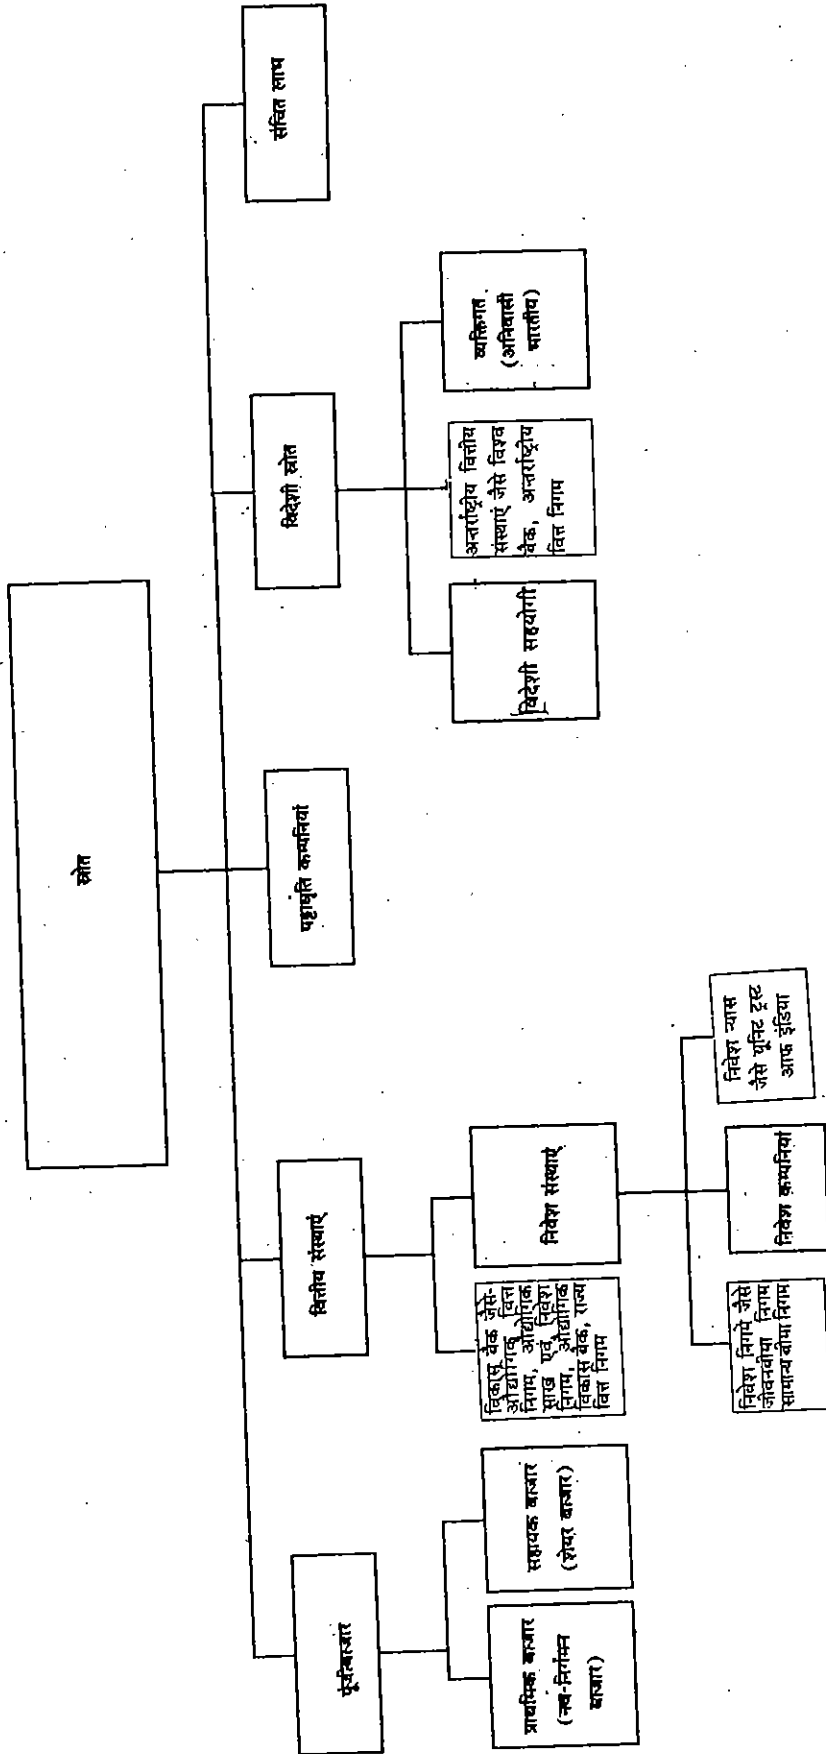 स्रोत
पूंजीबाजार
वित्तीय संस्थाएं
पट्टाधृति कम्पनियां
विदेशी स्रोत
संचित लाभ
प्राथमिक बाजार
(नव-निर्गमन
बाजार)
सहायक बाजार
(शेयर बाजार)
विकास बैंक जैसे-
औद्योगिक वित्त
निगम, औद्योगिक
साख एवं निवेश
निगम, औद्योगिक
विकास बैंक, राज्य
वित्त निगम
निवेश संस्थाएं
विदेशी सहयोगी
अन्तर्राष्ट्रीय वित्तीय
संस्थाएं जैसे विश्व
बैंक, अन्तर्राष्ट्रीय
वित्त निगम
व्यक्तिगत
(अनिवासी
भारतीय)
निवेश निगमें जैसे
जीवनबीमा निगम
सामान्य बीमा निगम
निवेश कम्पनियां
निवेश न्यास
जैसे यूनिट ट्रस्ट
आफ इंडिया